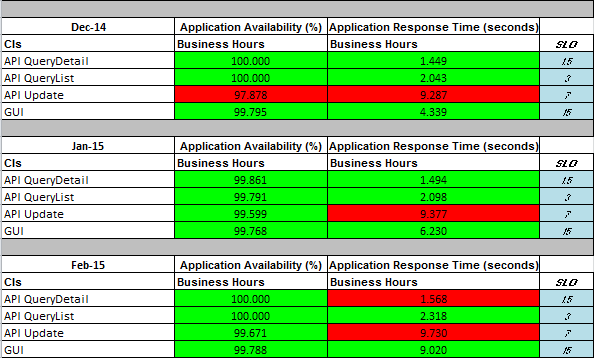 Dec-14 Application Availability (%) Application Response Time (seconds)
CIs Business Hours Business Hours SLO
API QueryDetail 100.000 1.449 1.5
API QueryList 100.000 2.043 3
API Update 97.878 9.287 7
GUI 99.795 4.339 15
Jan-15 Application Availability (%) Application Response Time (seconds)
CIs Business Hours Business Hours SLO
API QueryDetail 99.861 1.494 1.5
API QueryList 99.791 2.098 3
API Update 99.599 9.377 7
GUI 99.768 6.230 15
Feb-15 Application Availability (%) Application Response Time (seconds)
CIs Business Hours Business Hours SLO
API QueryDetail 100.000 1.568 1.5
API QueryList 100.000 2.318 3
API Update 99.671 9.730 7
GUI 99.788 9.020 15